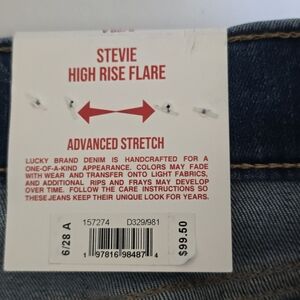 STEVIE
HIGH RISE FLARE
ADVANCED STRETCH
LUCKY BRAND DENIM IS HANDCRAFTED FOR A
ONE-OF-A-KIND APPEARANCE. COLORS MAY FADE
WITH WEAR AND TRANSFER ONTO LIGHT FABRICS,
AND ADDITIONAL RIPS AND FRAYS MAY DEVELOP
OVER TIME. FOLLOW THE CARE INSTRUCTIONS SO
THESE JEANS KEEP THEIR UNIQUE LOOK FOR YEARS.
6/28 A
157274 D329/981
1 97816 98487 4
$99.50